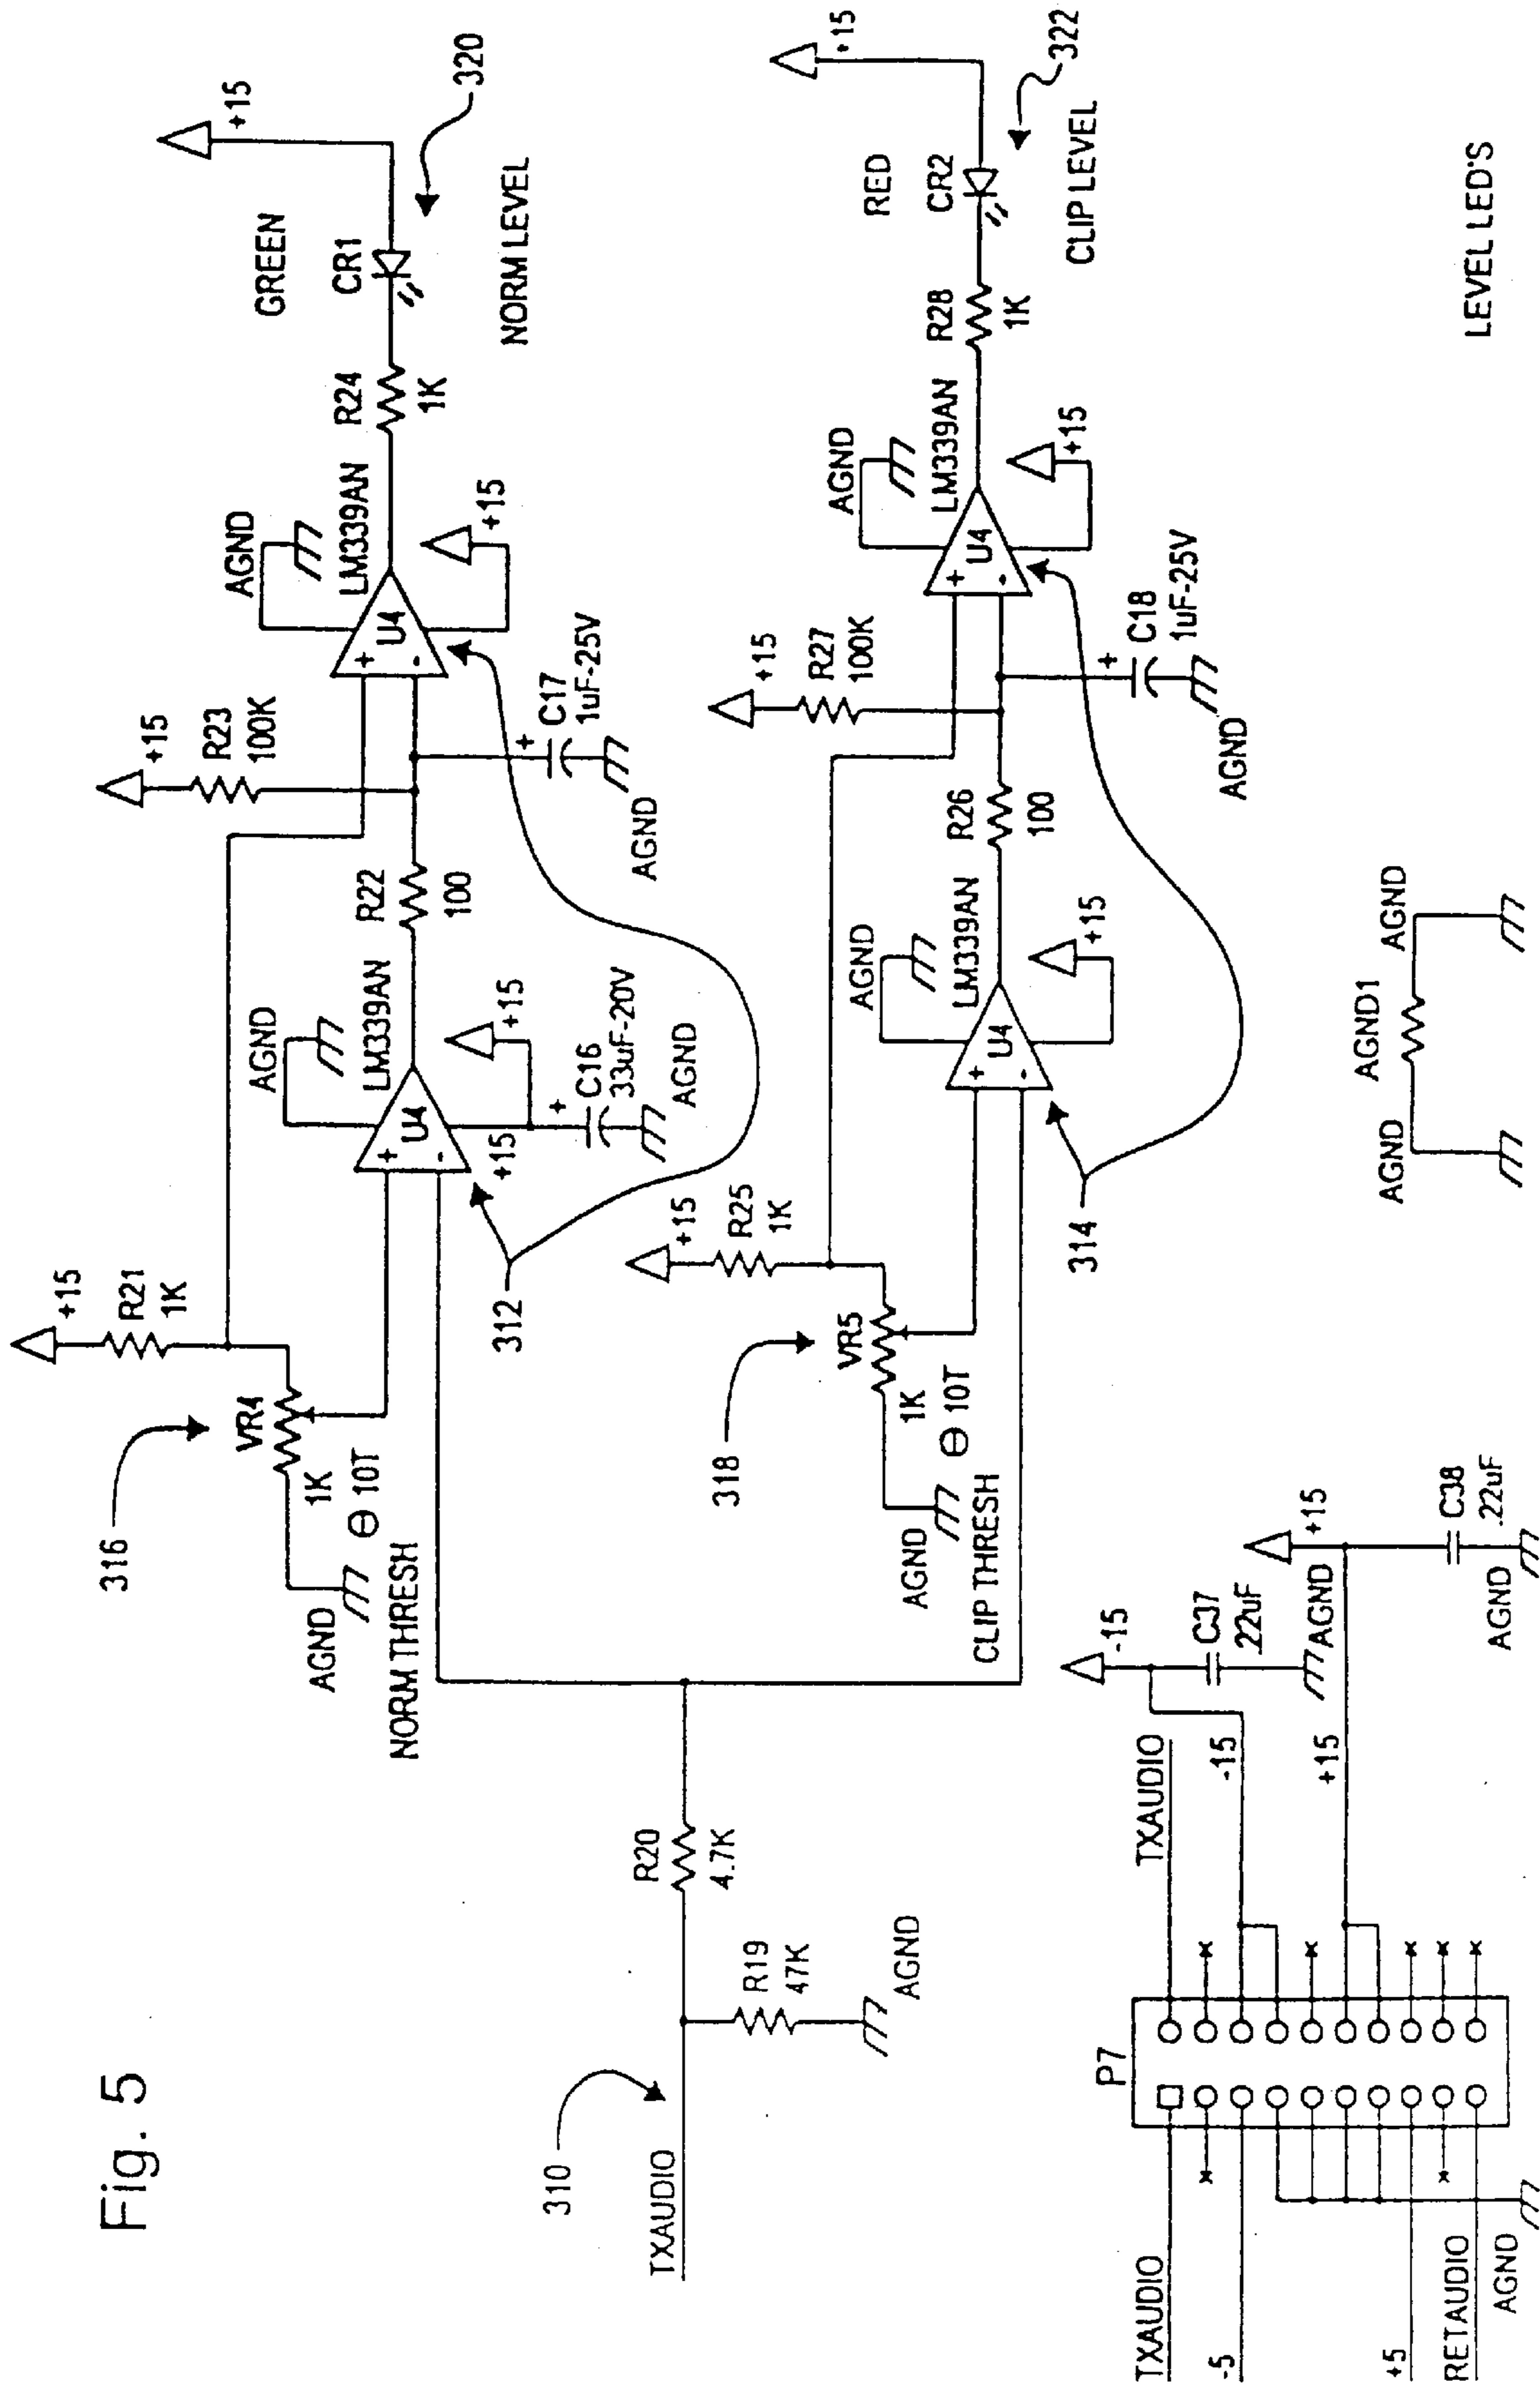 Fig. 5
316
+15
R21
1K
VR4
1K
10T
AGND
NORM THRESH
AGND
LM339AN
U4
+
-
+15
+15
C16
+
33uF-20V
AGND
312
R22
100
+15
R23
100K
C17
+
1uF-25V
AGND
AGND
LM339AN
U4
+
-
+15
R24
1K
GREEN
CR1
+15
NORM LEVEL
320
310
TXAUDIO
R19
47K
AGND
R20
4.7K
318
+15
R25
1K
VR5
1K
10T
AGND
CLIP THRESH
AGND
LM339AN
U4
+
-
+15
314
R26
100
+15
R27
100K
C18
+
1uF-25V
AGND
AGND
LM339AN
U4
+
-
+15
R28
1K
RED
CR2
+15
CLIP LEVEL
322
P7
TXAUDIO
-5
+5
RETAUDIO
AGND
TXAUDIO
-15
+15
-15
C37
.22uF
AGND
+15
C38
.22uF
AGND
AGND
AGND1
AGND
LEVEL LED'S